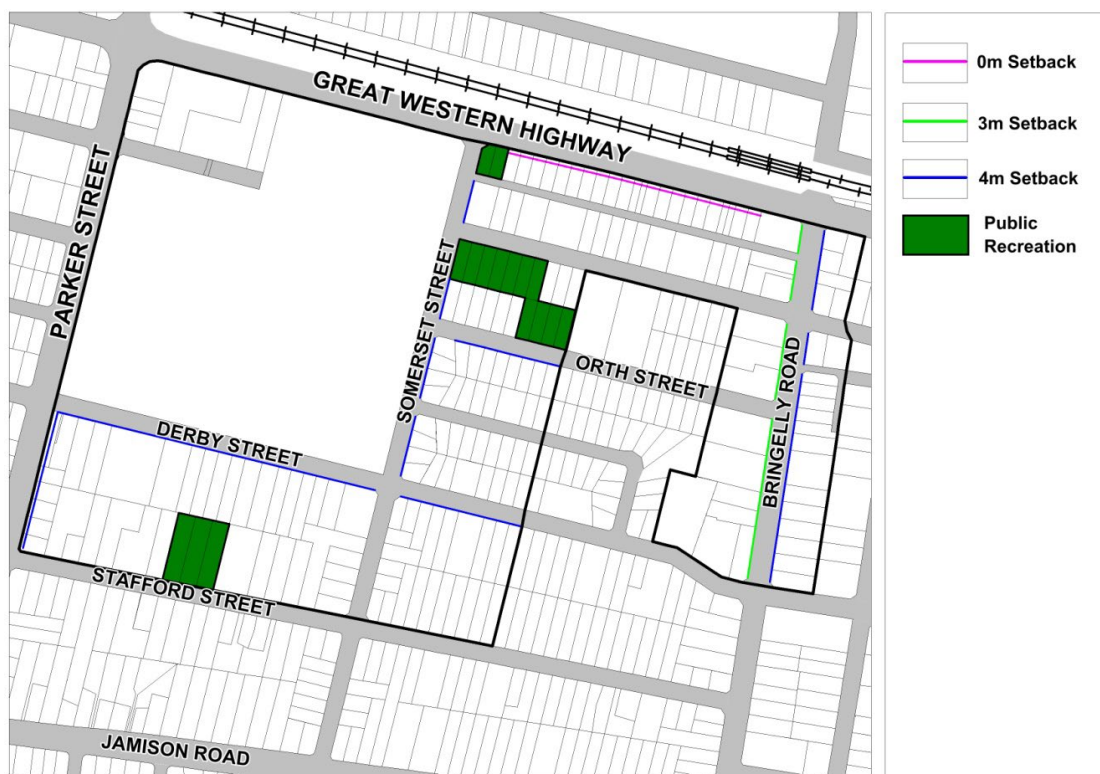 GREAT WESTERN HIGHWAY
PARKER STREET
SOMERSET STREET
ORTH STREET
BRINGELLY ROAD
DERBY STREET
STAFFORD STREET
JAMISON ROAD
0m Setback
3m Setback
4m Setback
Public
Recreation